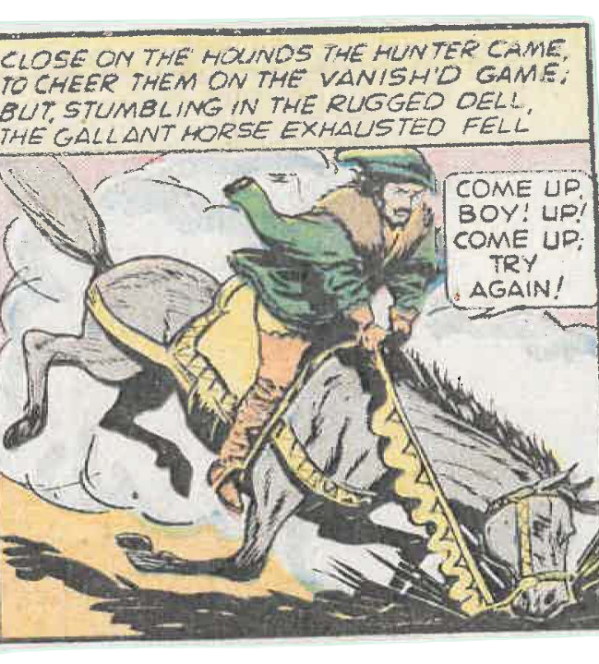 CLOSE ON THE HOUNDS THE HUNTER CAME,
TO CHEER THEM ON THE VANISH'D GAME;
BUT, STUMBLING IN THE RUGGED DELL,
THE GALLANT HORSE EXHAUSTED FELL
COME UP,
BOY! UP!
COME UP;
TRY
AGAIN!